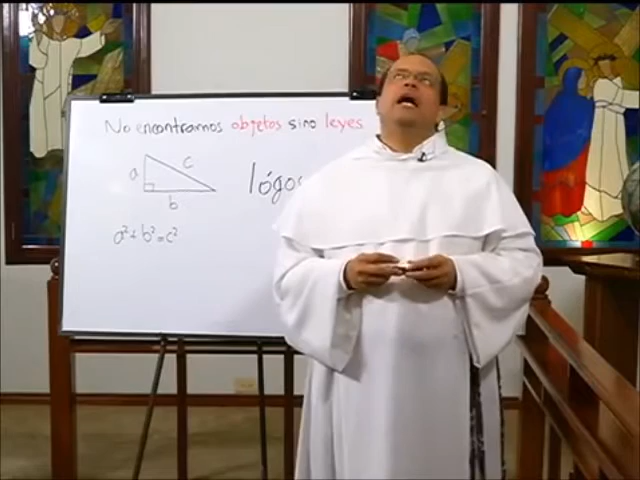 No encontramos objetos sino leyes.
a
c
lógos
b
a²+b²=c²